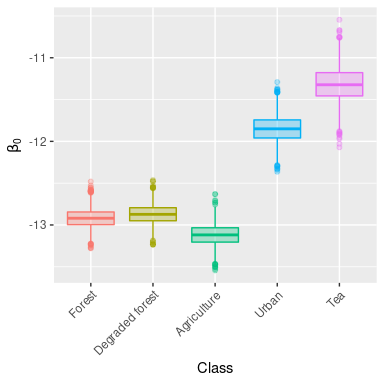 -11
-12
-13
β0
Forest
Degraded forest
Agriculture
Urban
Tea
Class